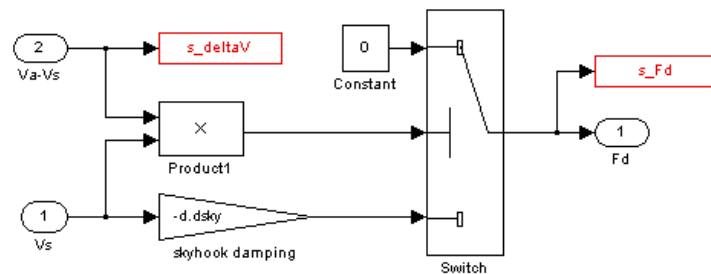 2
Va-Vs
s_deltaV
0
Constant
s_Fd
×
Product1
1
Fd
1
Vs
-d.dsky
skyhook damping
Switch